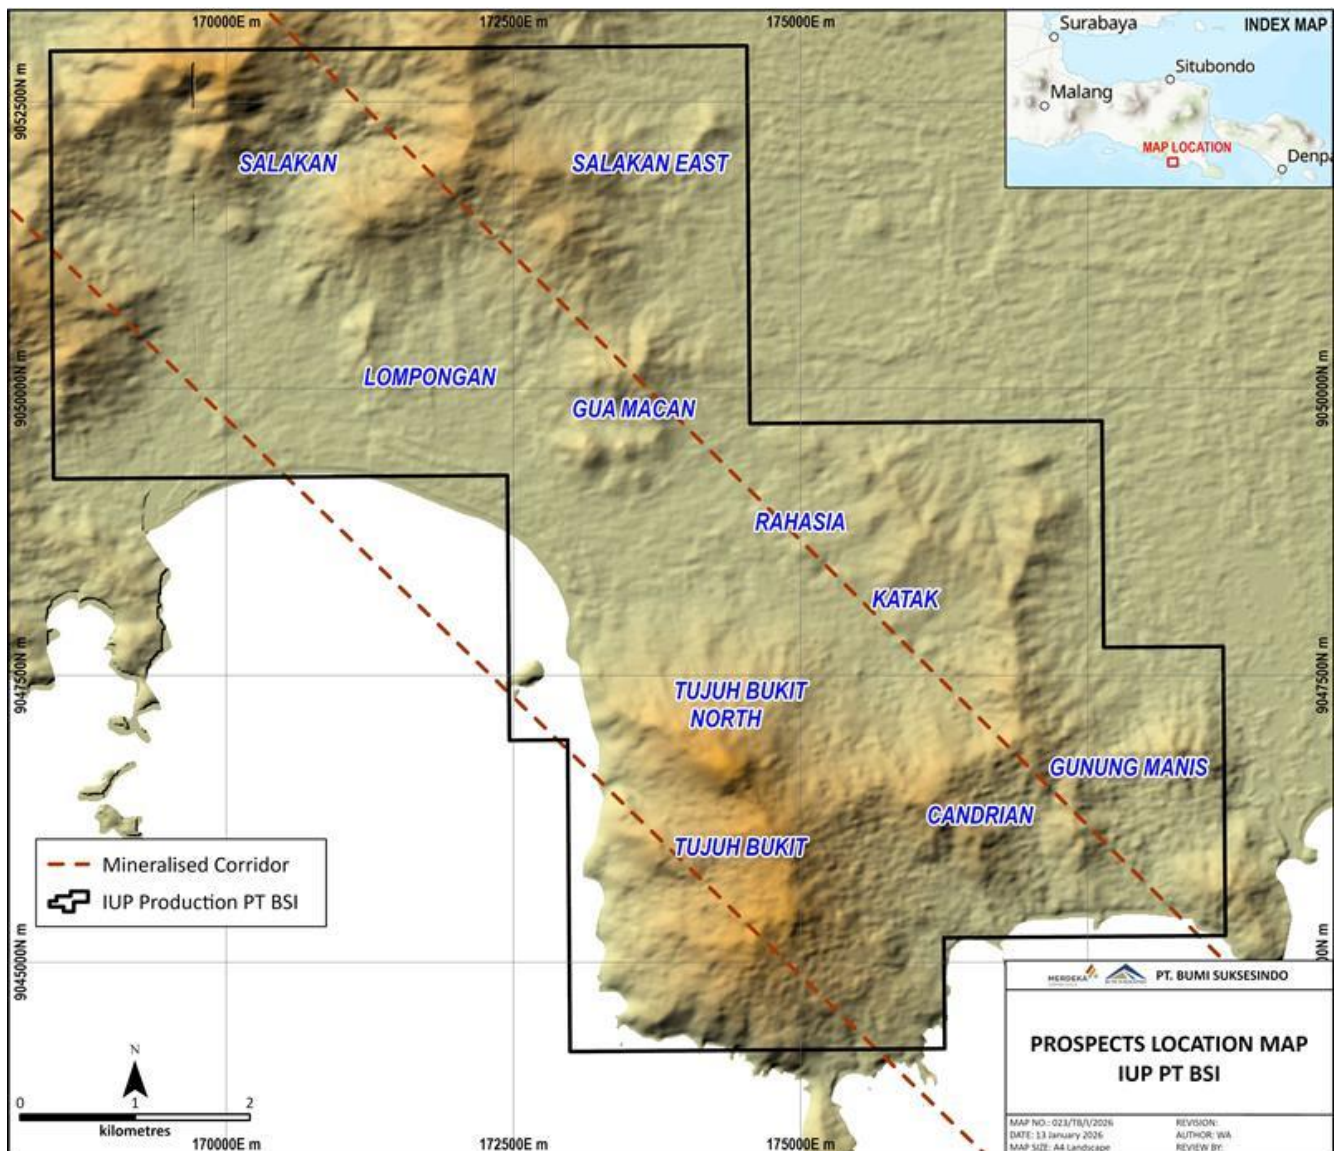 170000E m
172500E m
175000E m
Surabaya
INDEX MAP
Situbondo
Malang
MAP LOCATION
Denpa
9052500N m
SALAKAN
SALAKAN EAST
LOMPONGAN
9050000N m
9050000N m
GUA MACAN
RAHASIA
KATAK
9047500N m
9047500N m
TUJUH BUKIT
NORTH
GUNUNG MANIS
CANDRIAN
TUJUH BUKIT
Mineralised Corridor
IUP Production PT BSI
9045000N m
0N m
MERDEKA
PT. BUMI SUKSESINDO
PROSPECTS LOCATION MAP
IUP PT BSI
N
0 1 2
kilometres
MAP NO.: 023/TB/I/2026
REVISION:
DATE: 13 January 2026
AUTHOR: WA
MAP SIZE: A4 Landscape
REVIEW BY:
170000E m
172500E m
175000E m